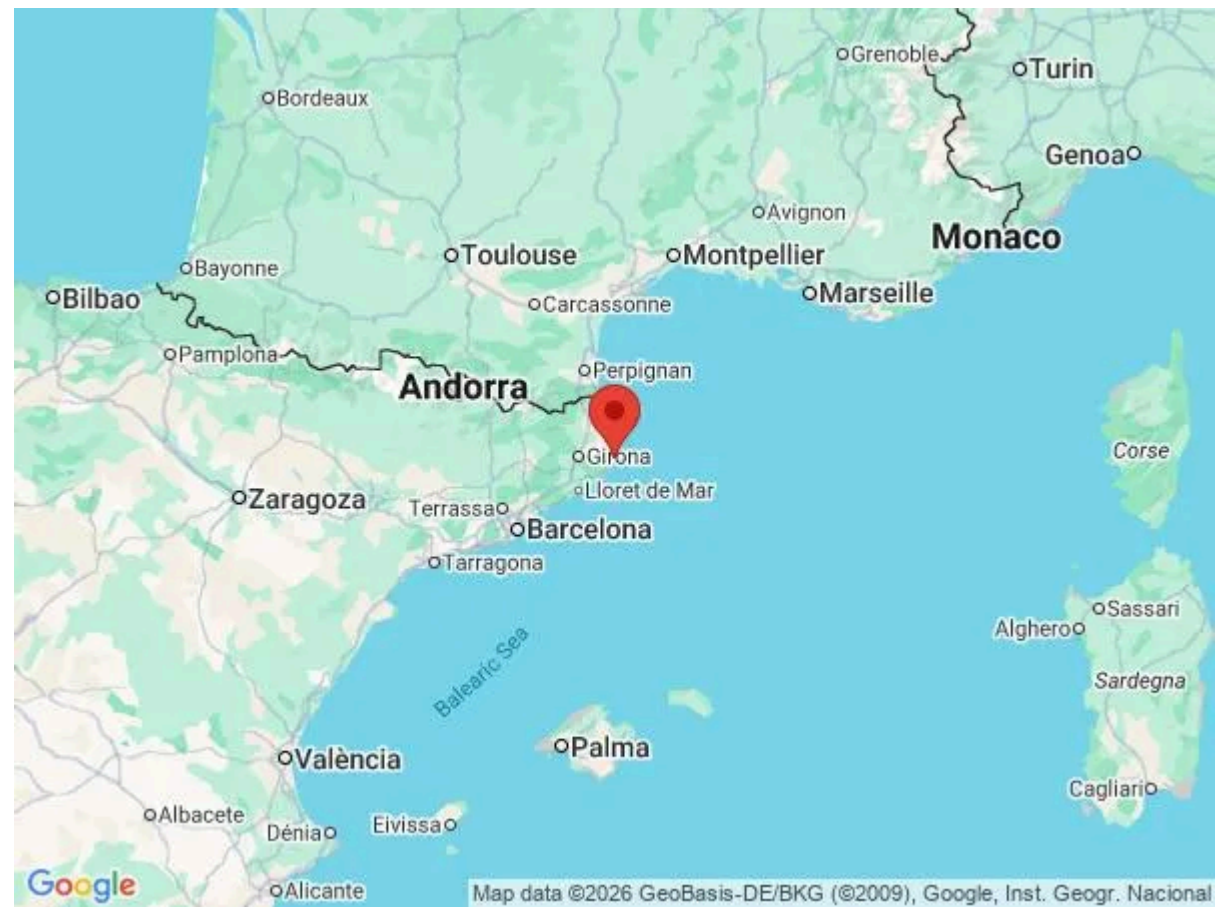 Grenoble
Turin
Bordeaux
Genoa
Avignon
Monaco
Toulouse
Montpellier
Bayonne
Bilbao
Marseille
Carcassonne
Pamplona
Perpignan
Andorra
Corse
Girona
Lloret de Mar
Zaragoza
Terrassa
Barcelona
Tarragona
Sassari
Alghero
Balearic Sea
Sardegna
Palma
València
Cagliari
Albacete
Eivissa
Dénia
Google
Alicante
Map data ©2026 GeoBasis-DE/BKG (©2009), Google, Inst. Geogr. Nacional